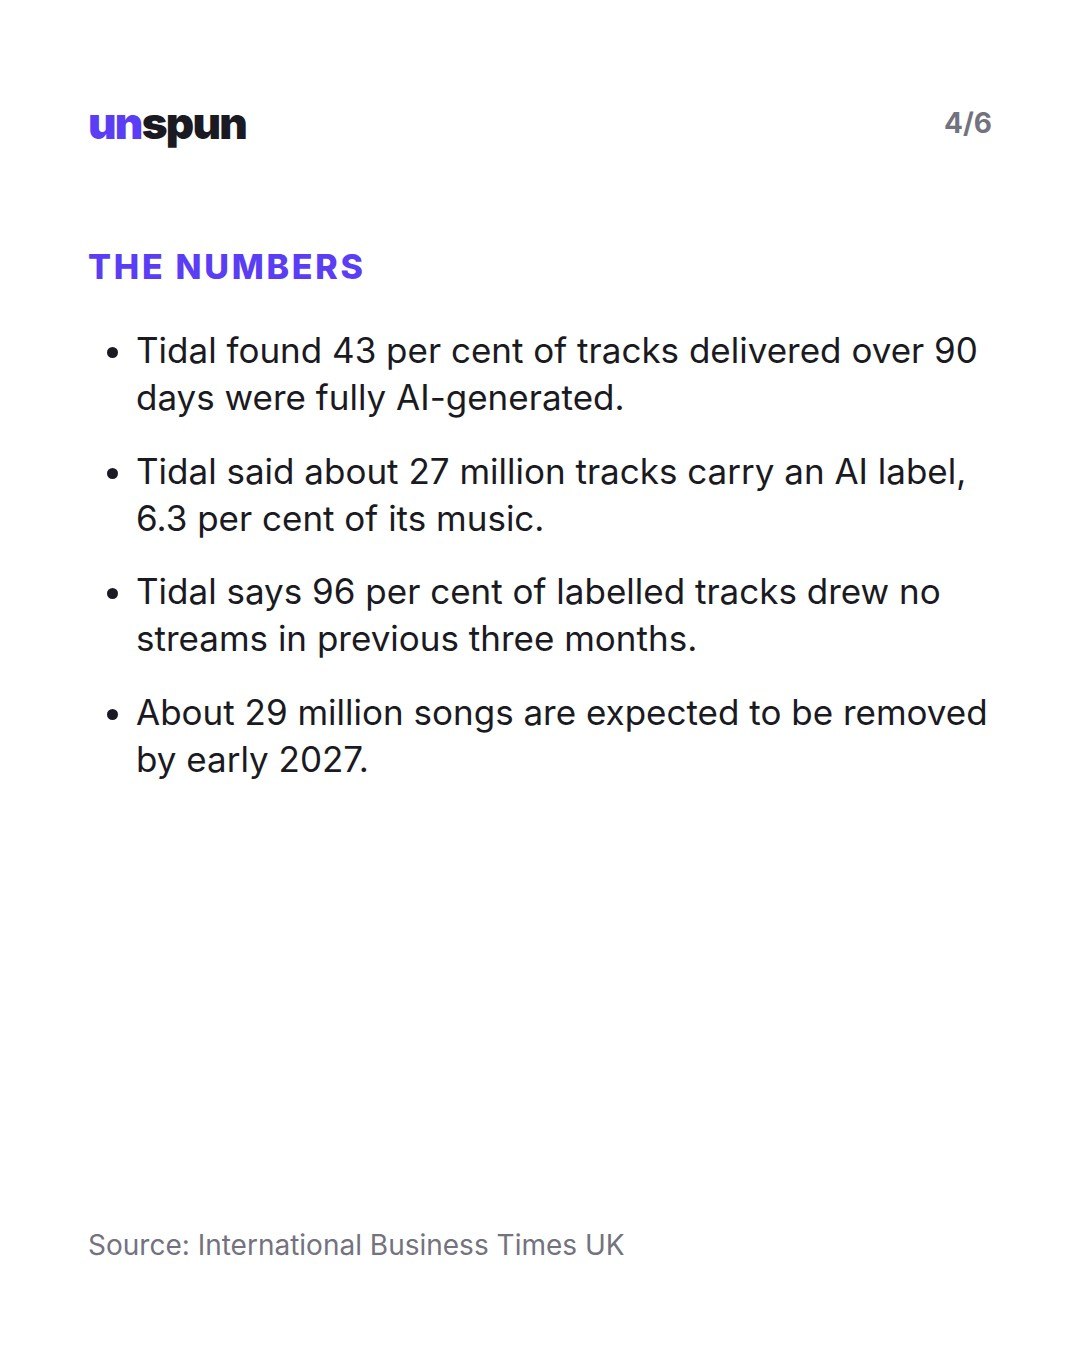 unspun
4/6
THE NUMBERS
• Tidal found 43 per cent of tracks delivered over 90
days were fully AI-generated.
• Tidal said about 27 million tracks carry an AI label,
6.3 per cent of its music.
• Tidal says 96 per cent of labelled tracks drew no
streams in previous three months.
• About 29 million songs are expected to be removed
by early 2027.
Source: International Business Times UK